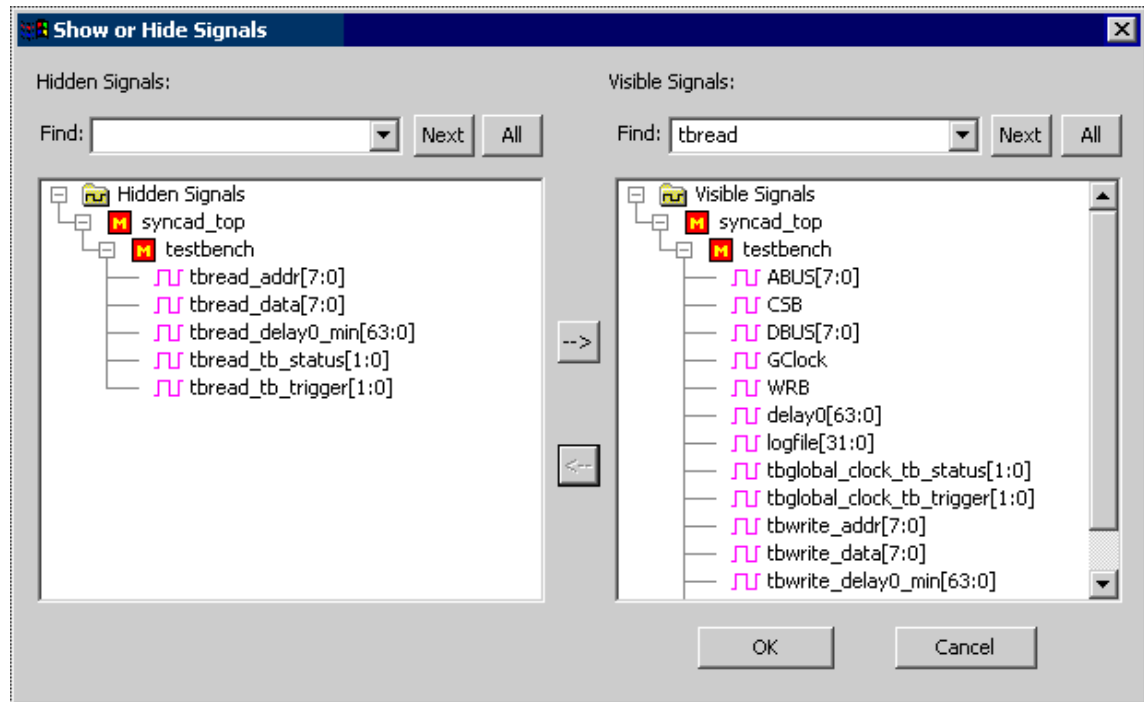 Show or Hide Signals
Hidden Signals:
Find:
Next
All
Hidden Signals
M syncad_top
M testbench
tbread_addr[7:0]
tbread_data[7:0]
tbread_delay0_min[63:0]
tbread_tb_status[1:0]
tbread_tb_trigger[1:0]
-->
<--
Visible Signals:
Find: tbread
Next
All
Visible Signals
M syncad_top
M testbench
ABUS[7:0]
CSB
DBUS[7:0]
GClock
WRB
delay0[63:0]
logfile[31:0]
tbglobal_clock_tb_status[1:0]
tbglobal_clock_tb_trigger[1:0]
tbwrite_addr[7:0]
tbwrite_data[7:0]
tbwrite_delay0_min[63:0]
OK
Cancel